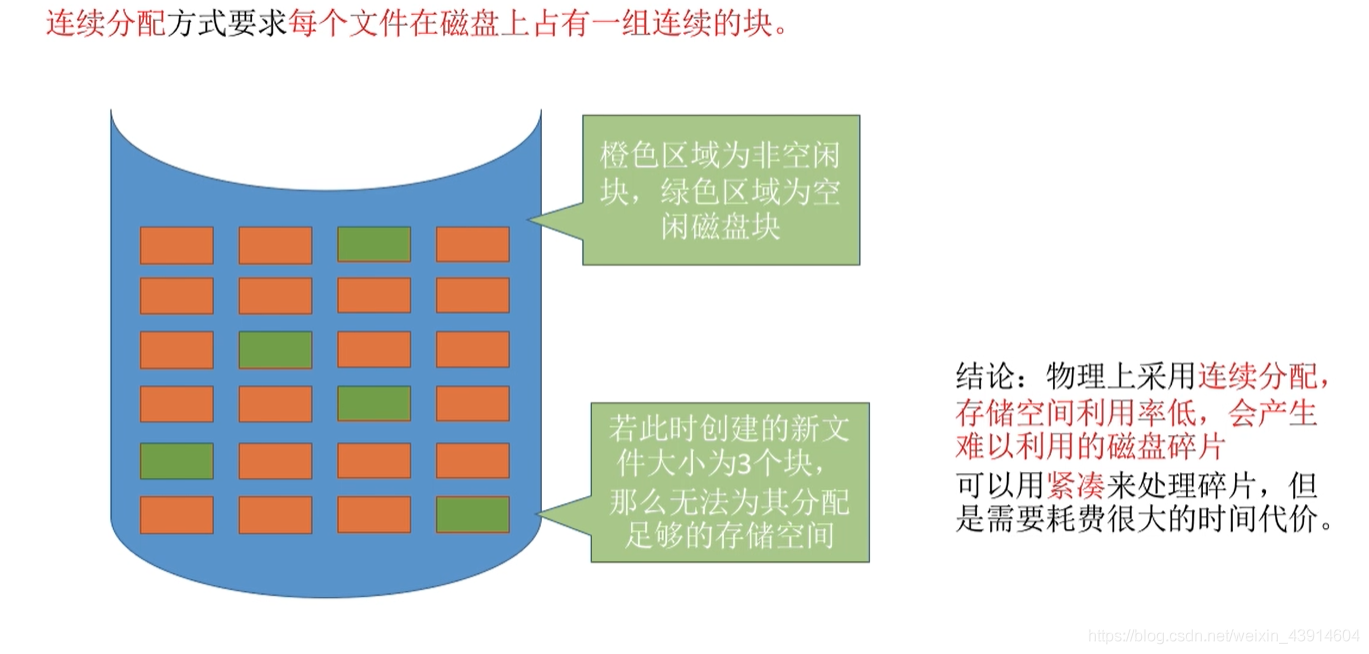 连续分配方式要求每个文件在磁盘上占有一组连续的块。
橙色区域为非空闲
块，绿色区域为空
闲磁盘块
若此时创建的新文
件大小为3个块，
那么无法为其分配
足够的存储空间
结论：物理上采用连续分配，
存储空间利用率低，会产生
难以利用的磁盘碎片
可以用紧凑来处理碎片，但
是需要耗费很大的时间代价。
https://blog.csdn.net/weixin_43914604